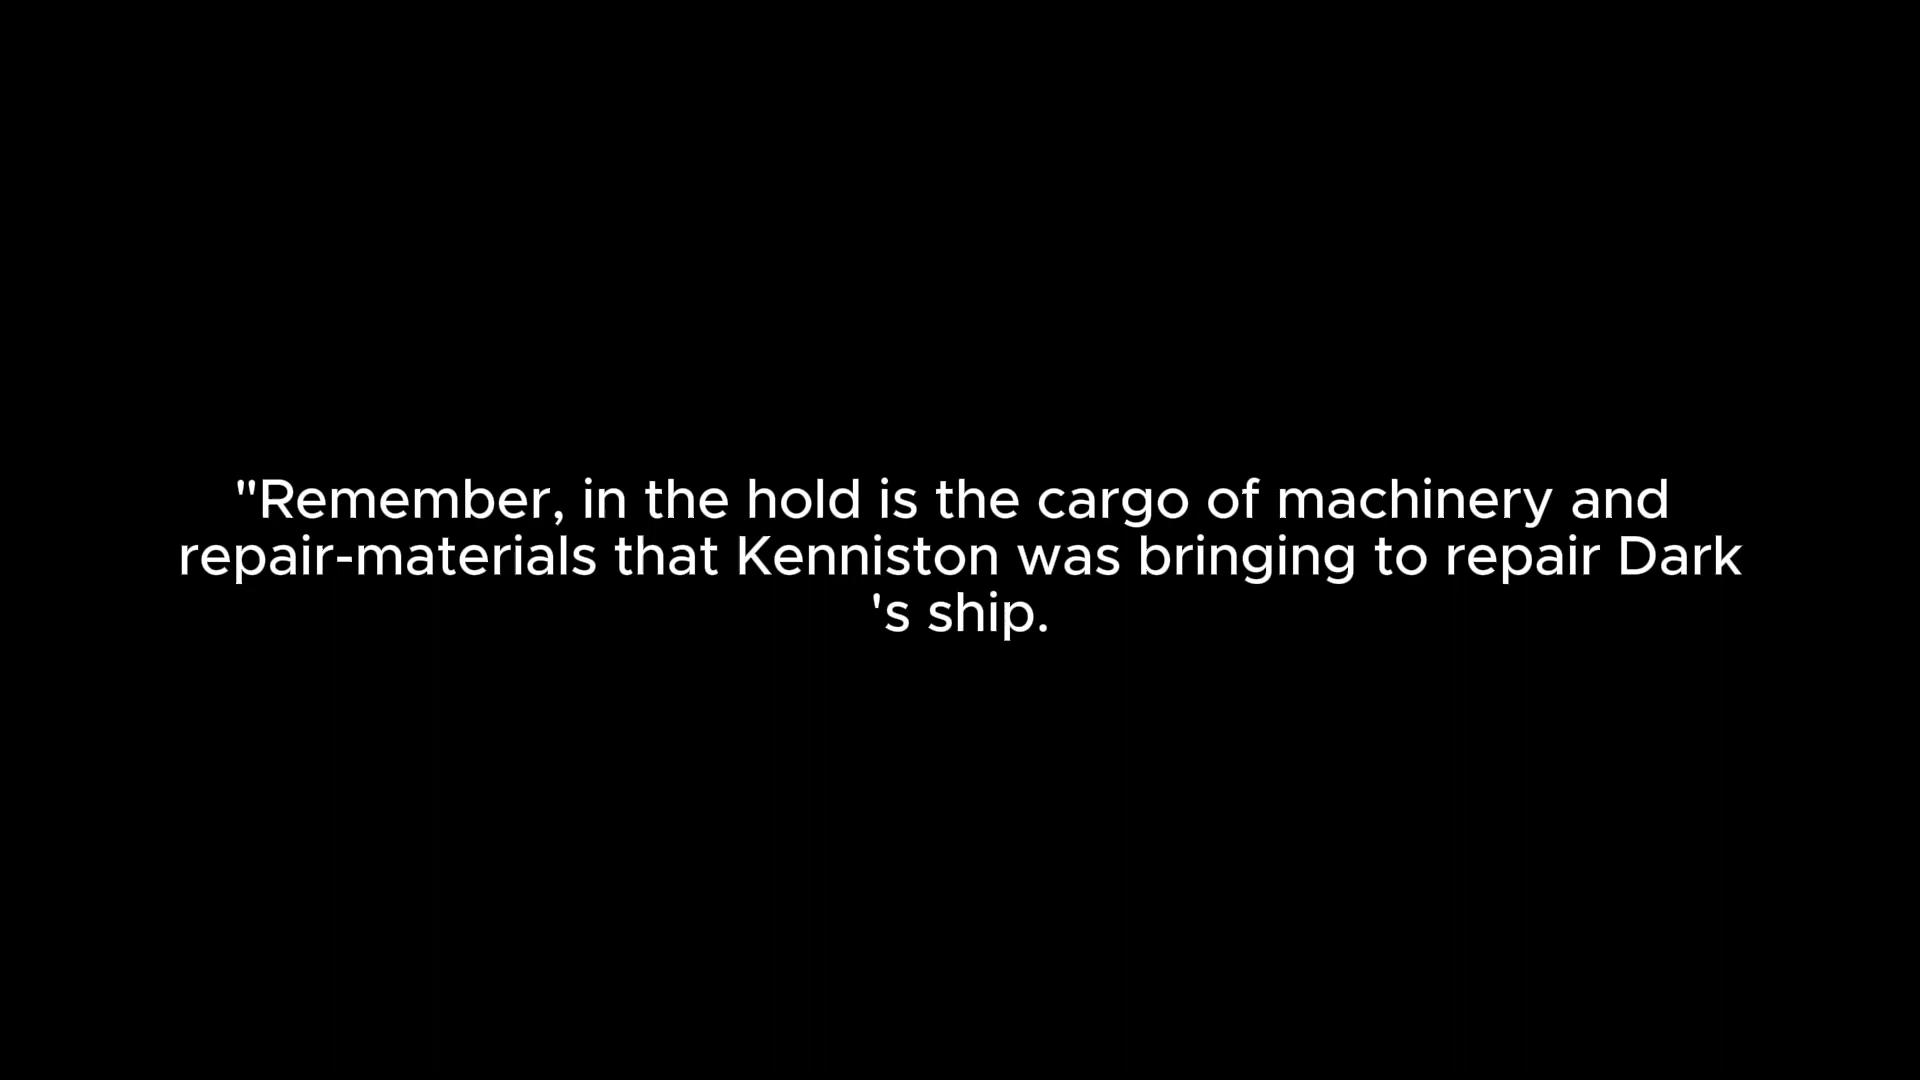 "Remember, in the hold is the cargo of machinery and
repair-materials that Kenniston was bringing to repair Dark
's ship.